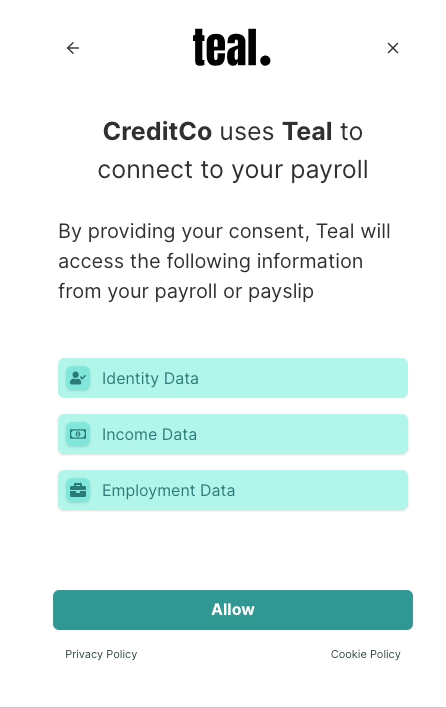 teal.
CreditCo uses Teal to
connect to your payroll
By providing your consent, Teal will
access the following information
from your payroll or payslip
Identity Data
Income Data
Employment Data
Allow
Privacy Policy
Cookie Policy